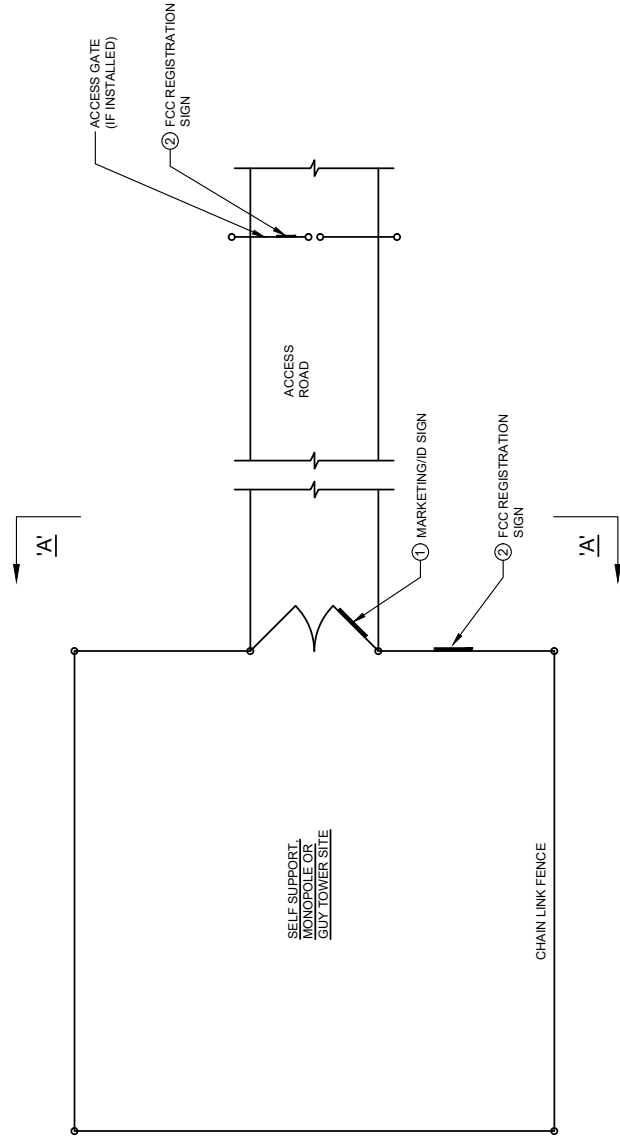 ACCESS GATE
(IF INSTALLED)
2 FCC REGISTRATION
SIGN
ACCESS
ROAD
1 MARKETING/ID SIGN
2 FCC REGISTRATION
SIGN
'A'
'A'
SELF SUPPORT,
MONOPOLE OR
GUY TOWER SITE
CHAIN LINK FENCE